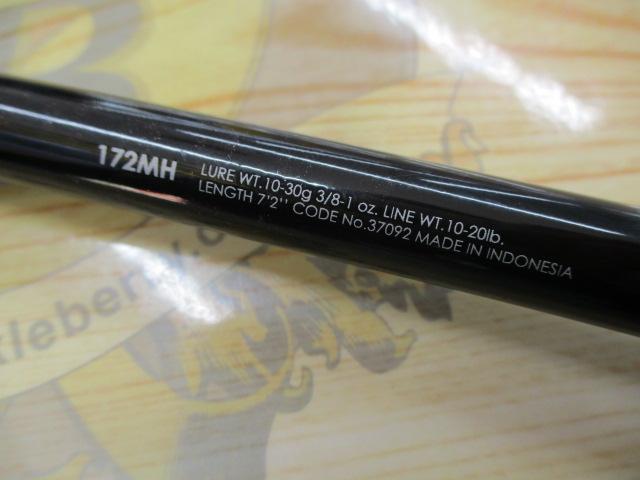 172MH
LURE WT.10-30g 3/8-1 oz. LINE WT.10-20lb.
LENGTH 7'2'' CODE No.37092 MADE IN INDONESIA
kleberry.c